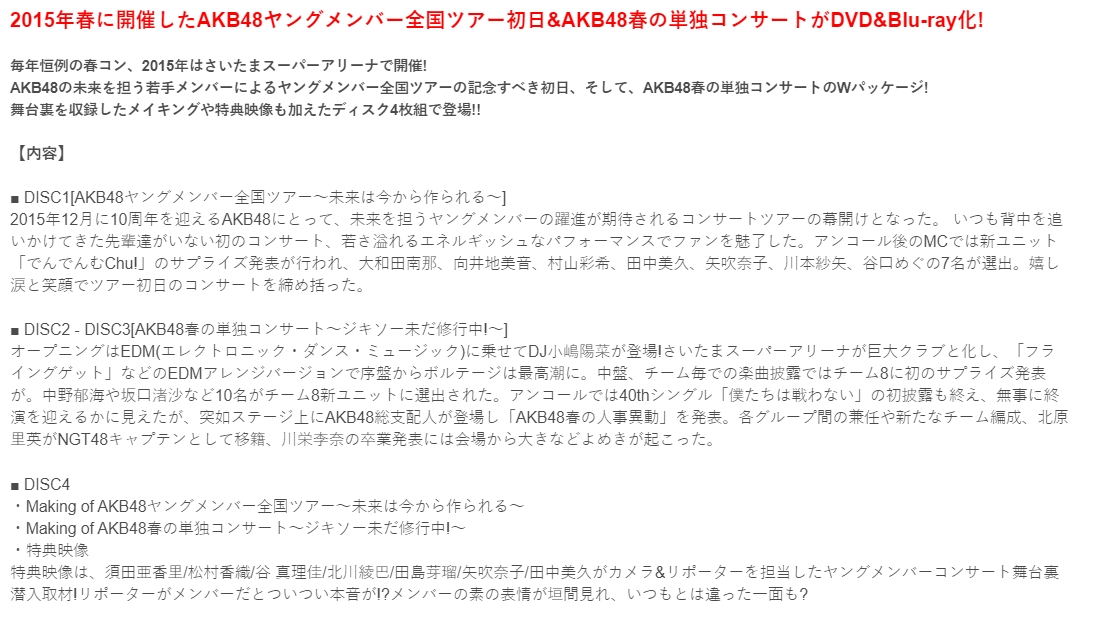 2015年春に開催したAKB48ヤングメンバー全国ツアー初日&AKB48春の単独コンサートがDVD&Blu-ray化!
毎年恒例の春コン、2015年はさいたまスーパーアリーナで開催!
AKB48の未来を担う若手メンバーによるヤングメンバー全国ツアーの記念すべき初日、そして、AKB48春の単独コンサートのWパッケージ!
舞台裏を収録したメイキングや特典映像も加えたディスク4枚組で登場!!
【内容】
■ DISC1[AKB48ヤングメンバー全国ツアー～未来は今から作られる～]
2015年12月に10周年を迎えるAKB48にとって、未来を担うヤングメンバーの躍進が期待されるコンサートツアーの幕開けとなった。 いつも背中を追
いかけてきた先輩達がいない初のコンサート、若さ溢れるエネルギッシュなパフォーマンスでファンを魅了した。アンコール後のMCでは新ユニット
「でんでんむChu!」のサプライズ発表が行われ、大和田南那、向井地美音、村山彩希、田中美久、矢吹奈子、川本紗矢、谷口めぐの7名が選出。嬉し
涙と笑顔でツアー初日のコンサートを締め括った。
■ DISC2 - DISC3[AKB48春の単独コンサート～ジキソー未だ修行中!～]
オープニングはEDM(エレクトロニック・ダンス・ミュージック)に乗せてDJ小嶋陽菜が登場!さいたまスーパーアリーナが巨大クラブと化し、「フラ
イングゲット」などのEDMアレンジバージョンで序盤からボルテージは最高潮に。中盤、チーム毎での楽曲披露ではチーム8に初のサプライズ発表
が。中野郁海や坂口渚沙など10名がチーム8新ユニットに選出された。アンコールでは40thシングル「僕たちは戦わない」の初披露も終え、無事に終
演を迎えるかに見えたが、突如ステージ上にAKB48総支配人が登場し「AKB48春の人事異動」を発表。各グループ間の兼任や新たなチーム編成、北原
里英がNGT48キャプテンとして移籍、川栄李奈の卒業発表には会場から大きなどよめきが起こった。
■ DISC4
・Making of AKB48ヤングメンバー全国ツアー～未来は今から作られる～
・Making of AKB48春の単独コンサート～ジキソー未だ修行中!～
・特典映像
特典映像は、須田亜香里/松村香織/谷 真理佳/北川綾巴/田島芽瑠/矢吹奈子/田中美久がカメラ&リポーターを担当したヤングメンバーコンサート舞台裏
潜入取材!リポーターがメンバーだとついつい本音が!?メンバーの素の表情が垣間見れ、いつもとは違った一面も?